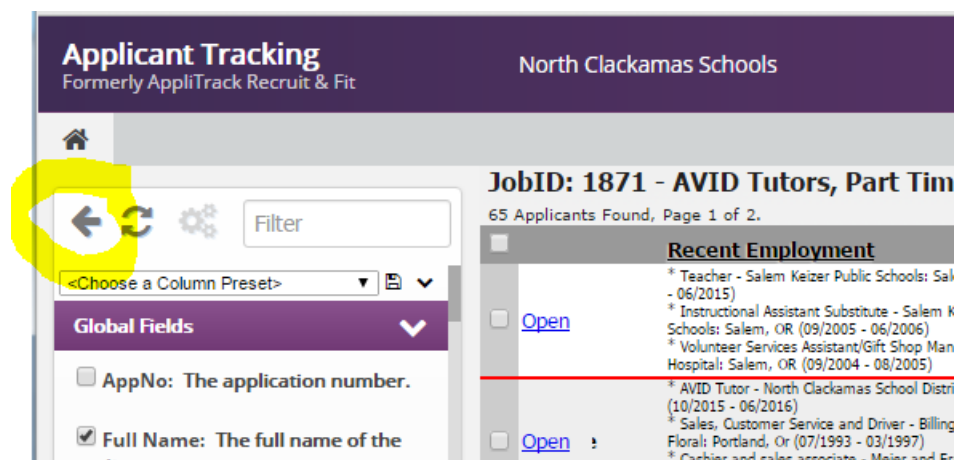 Applicant Tracking
Formerly AppliTrack Recruit & Fit
North Clackamas Schools
Filter
<Choose a Column Preset>
Global Fields
AppNo: The application number.
Full Name: The full name of the
JobID: 1871 - AVID Tutors, Part Tim
65 Applicants Found, Page 1 of 2.
Recent Employment
Open
* Teacher - Salem Keizer Public Schools: Sal
- 06/2015)
* Instructional Assistant Substitute - Salem K
Schools: Salem, OR (09/2005 - 06/2006)
* Volunteer Services Assistant/Gift Shop Man
Hospital: Salem, OR (09/2004 - 08/2005)
Open
* AVID Tutor - North Clackamas School Distri
(10/2015 - 06/2016)
* Sales, Customer Service and Driver - Billing
Floral: Portland, Or (07/1993 - 03/1997)
* Cashier and sales associate - Meier and Fr